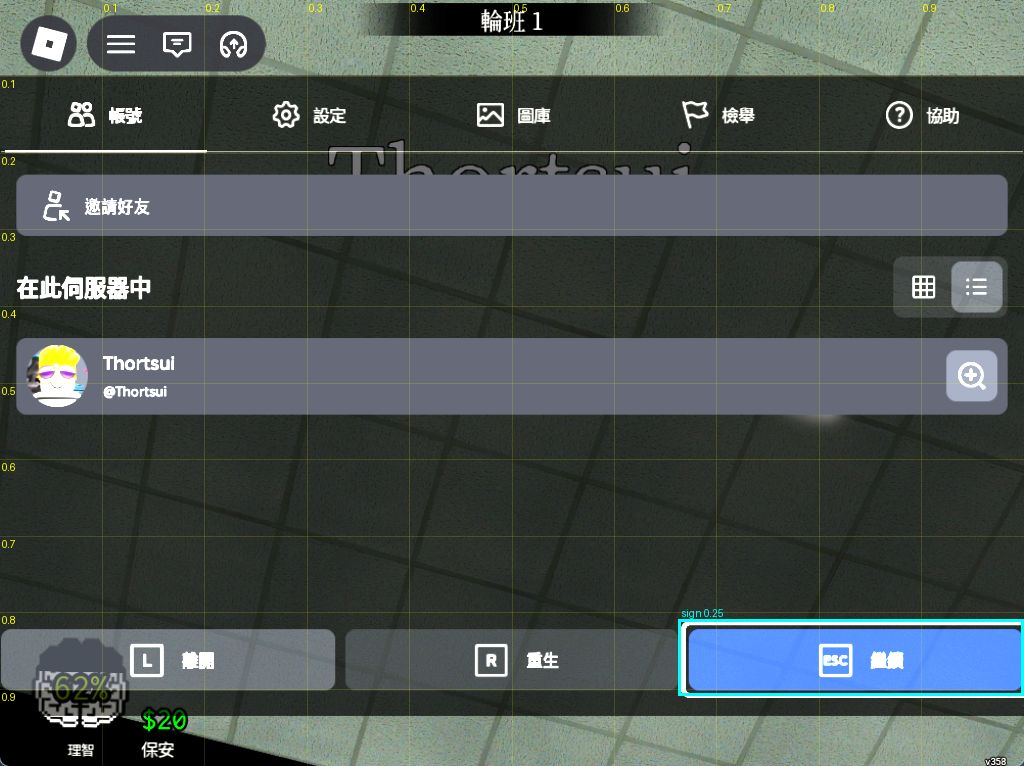 輪班 1
帳號
設定
圖庫
檢舉
協助
Thortsui
邀請好友
在此伺服器中
Thortsui
@Thortsui
L 離開
R 重生
ESC 繼續
62%
$20
理智
保安
v358
0.1
0.2
0.3
0.4
0.5
0.6
0.7
0.8
0.9
0.1
0.2
0.3
0.4
0.5
0.6
0.7
0.8
0.9
sign 0.25